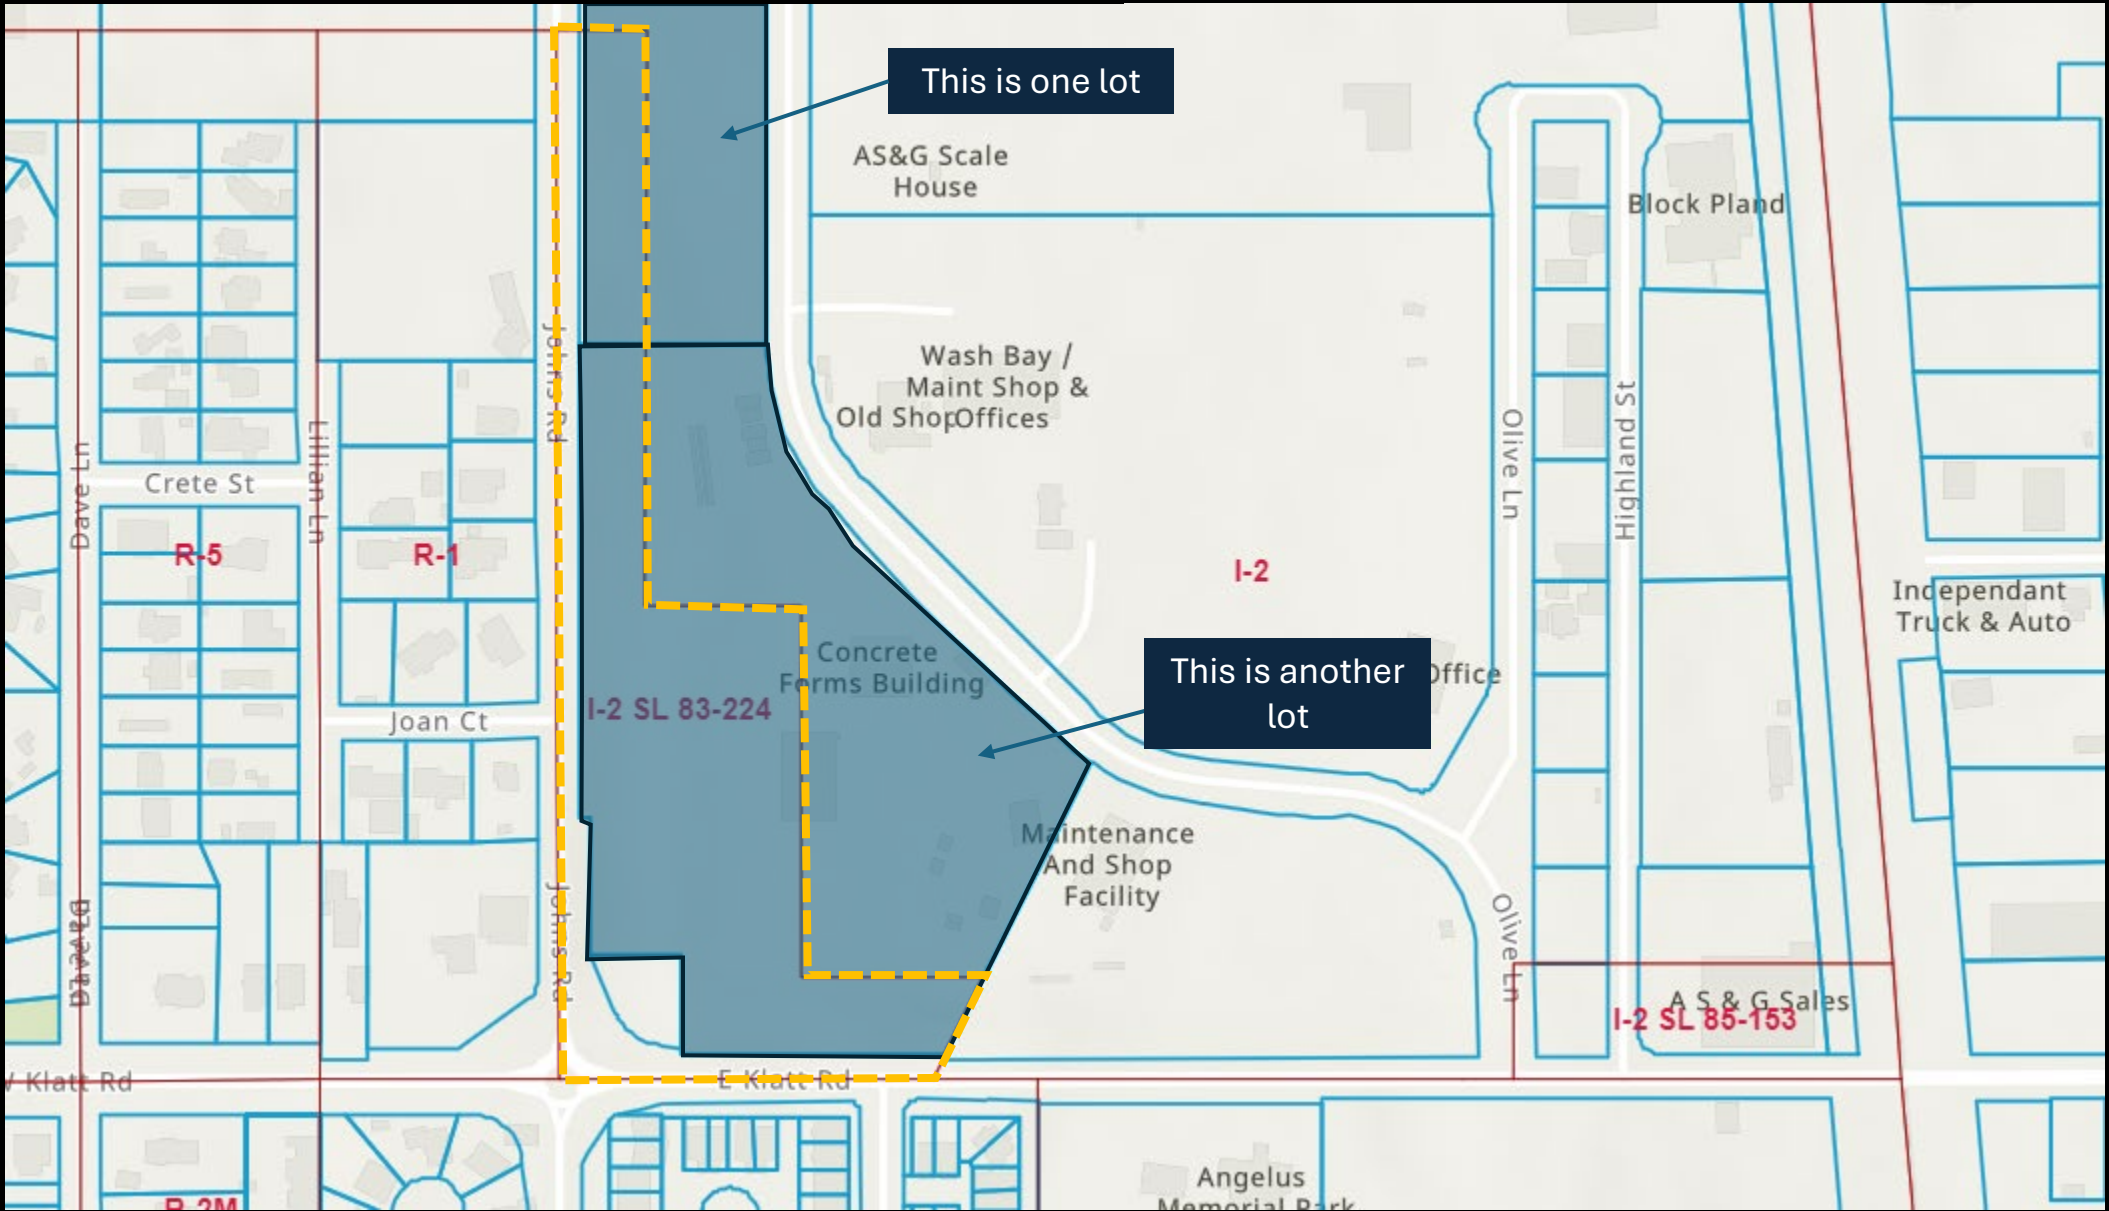 This is one lot
AS&G Scale
House
Block Pland
Wash Bay /
Maint Shop &
Old Shop Offices
Johns Rd
Dave Ln
Crete St
Lillian Ln
Olive Ln
Highland St
R-5
R-1
I-2
Independant
Truck & Auto
Concrete
Forms Building
This is another
lot
Office
I-2 SL 83-224
Joan Ct
Maintenance
And Shop
Facility
Johns Rd
Olive Ln
A S & G Sales
I-2 SL 85-153
W Klatt Rd
E Klatt Rd
Angelus
Memorial Park
R-2M